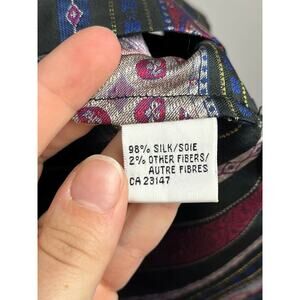 98% SILK/SOIE
2% OTHER FIBERS/
AUTRE FIBRES
CA 23147